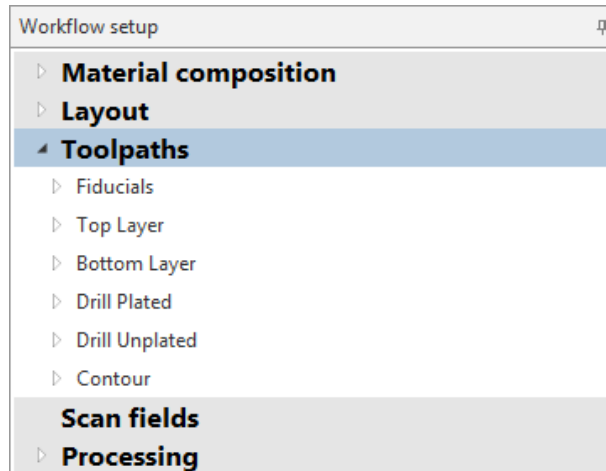 Workflow setup
Material composition
Layout
Toolpaths
Fiducials
Top Layer
Bottom Layer
Drill Plated
Drill Unplated
Contour
Scan fields
Processing